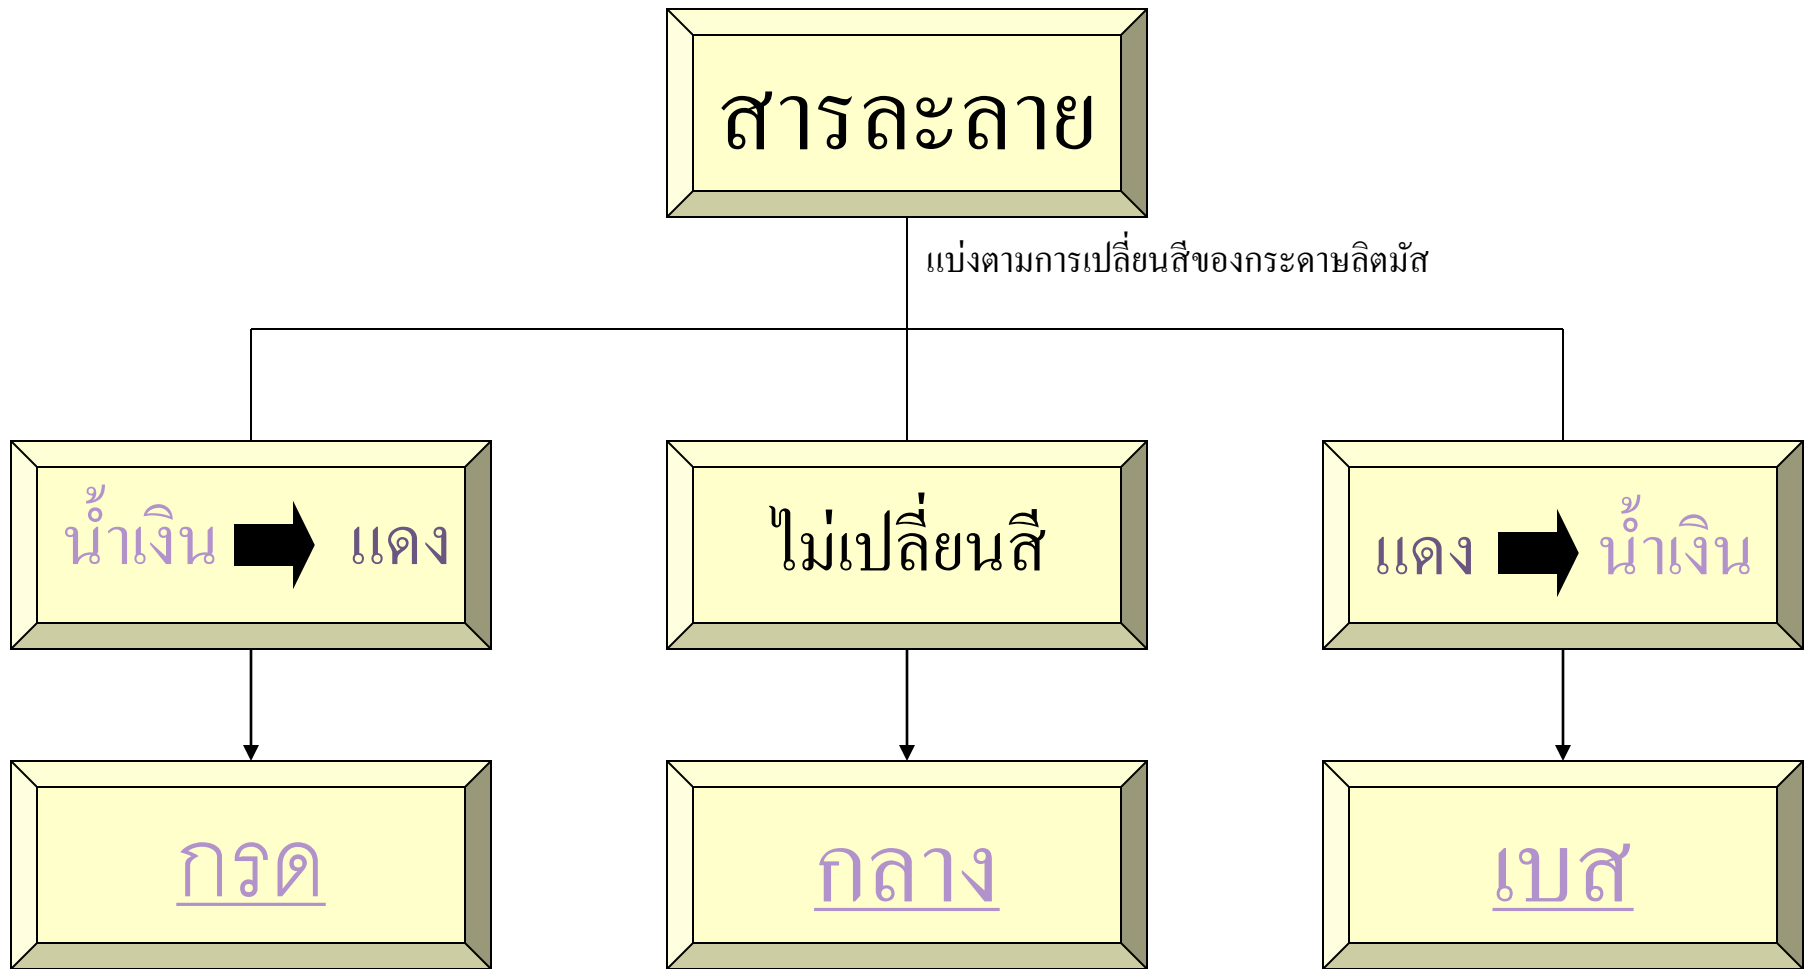 สารละลาย
แบ่งตามการเปลี่ยนสีของกระดาษลิตมัส
น้ำเงิน แดง
ไม่เปลี่ยนสี
แดง น้ำเงิน
กรด
กลาง
เบส